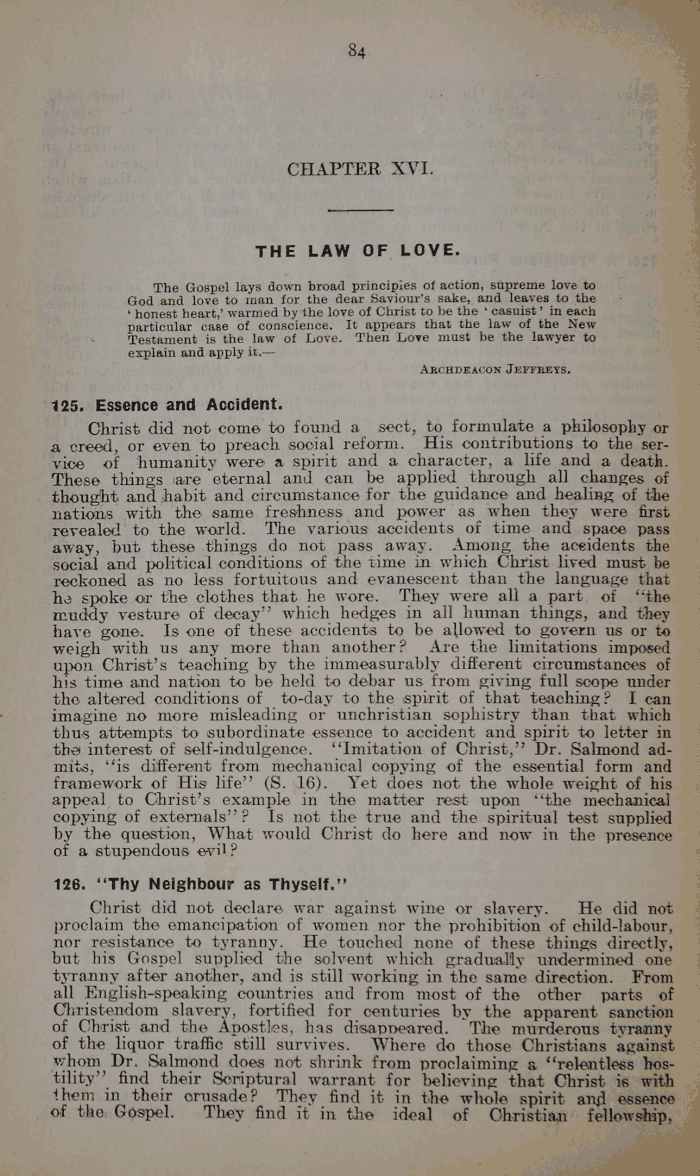 84
CHAPTER XVI.
THE LAW OF LOVE.
The Gospel lays down broad principles of action, supreme love to
God and love to man for the dear Saviour's sake, and leaves to the
' honest heart,' warmed by the love of Christ to be the ' casuist ' in each
particular case of conscience. It appears that the law of the New
Testament is the law of Love. Then Love must be the lawyer to
explain and apply it.—
ARCHDEACON JEFFREYS.
125. Essence and Accident.
Christ did not come to found a sect, to formulate a philosophy or
a creed, or even to preach social reform. His contributions to the ser-
vice of humanity were a spirit and a character, a life and a death.
These things are eternal and can be applied through all changes of
thought and habit and circumstance for the guidance and healing of the
nations with the same freshness and power as when they were first
revealed to the world. The various accidents of time and space pass
away, but these things do not pass away. Among the accidents the
social and political conditions of the time in which Christ lived must be
reckoned as no less fortuitous and evanescent than the language that
he spoke or the clothes that he wore. They were all a part of "the
muddy vesture of decay" which hedges in all human things, and they
have gone. Is one of these accidents to be allowed to govern us or to
weigh with us any more than another? Are the limitations imposed
upon Christ's teaching by the immeasurably different circumstances of
his time and nation to be held to debar us from giving full scope under
the altered conditions of to-day to the spirit of that teaching? I can
imagine no more misleading or unchristian sophistry than that which
thus attempts to subordinate essence to accident and spirit to letter in
the interest of self-indulgence. "Imitation of Christ," Dr. Salmond ad-
mits, "is different from mechanical copying of the essential form and
framework of His life" (S. 16). Yet does not the whole weight of his
appeal to Christ's example in the matter rest upon "the mechanical
copying of externals"? Is not the true and the spiritual test supplied
by the question, What would Christ do here and now in the presence
of a stupendous evil?
126. "Thy Neighbour as Thyself."
Christ did not declare war against wine or slavery. He did not
proclaim the emancipation of women nor the prohibition of child-labour,
nor resistance to tyranny. He touched none of these things directly,
but his Gospel supplied the solvent which gradually undermined one
tyranny after another, and is still working in the same direction. From
all English-speaking countries and from most of the other parts of
Christendom slavery, fortified for centuries by the apparent sanction
of Christ and the Apostles, has disappeared. The murderous tyranny
of the liquor traffic still survives. Where do those Christians against
whom Dr. Salmond does not shrink from proclaiming a "relentless hos-
tility" find their Scriptural warrant for believing that Christ is with
them in their crusade? They find it in the whole spirit and essence
of the Gospel. They find it in the ideal of Christian fellowship,